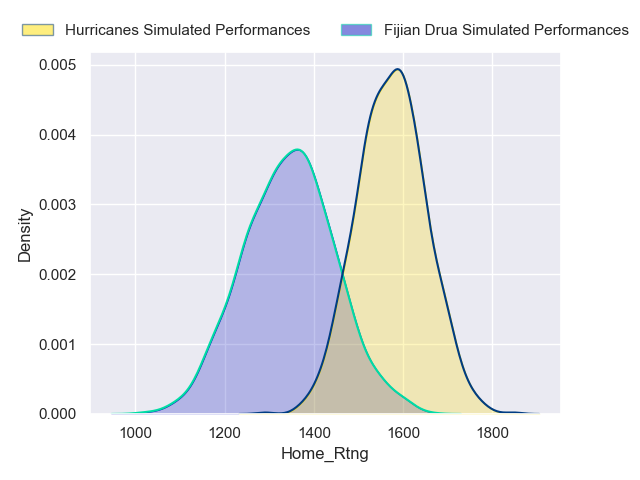 Hurricanes Simulated Performances Fijian Drua Simulated Performances
0.005
0.004
0.003
0.002
0.001
0.000
Density
1000 1200 1400 1600 1800
Home_Rtng